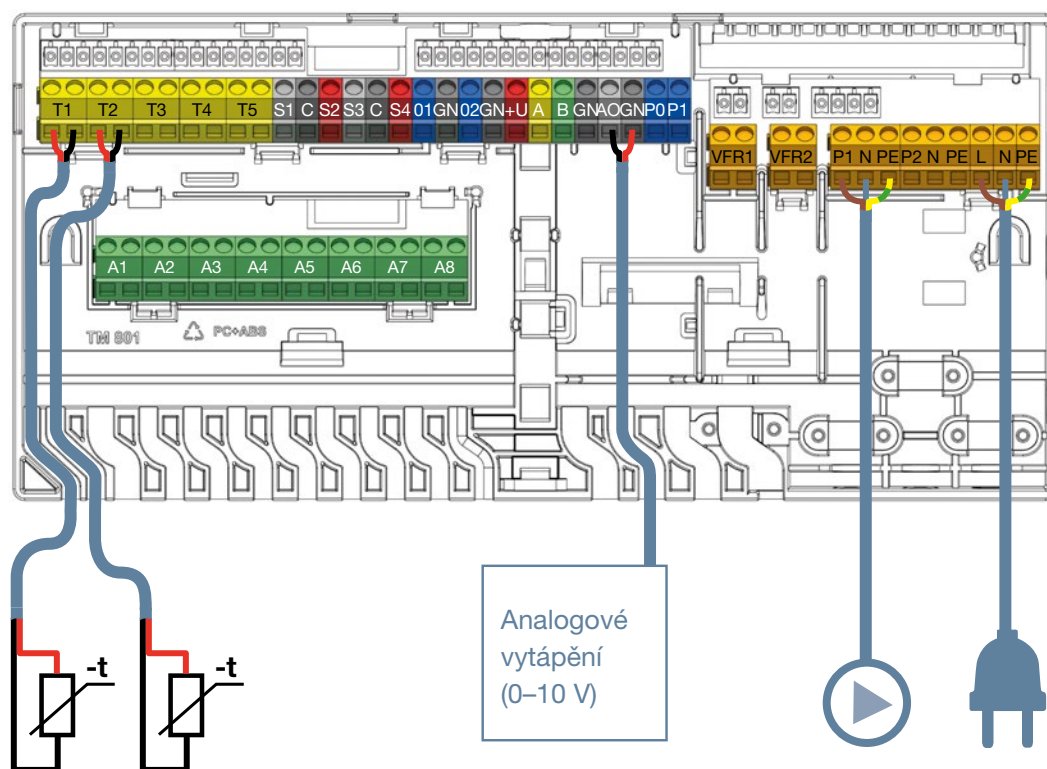 T1 T2 T3 T4 T5 S1 C S2 S3 C S4 01 GN 02 GN +U A B GN AO GN P0 P1
VFR1 VFR2 P1 N PE P2 N PE L N PE
A1 A2 A3 A4 A5 A6 A7 A8
TM 801 PC+ABS
Analogové
vytápění
(0–10 V)
-t -t